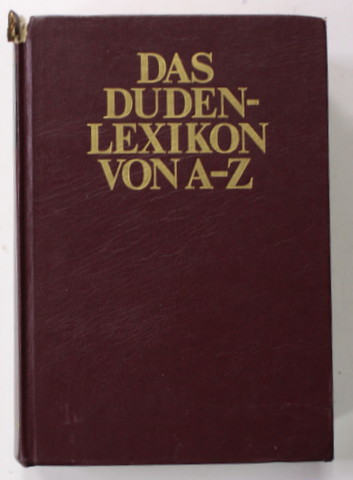 DAS
DUDEN-
LEXIKON
VON A-Z